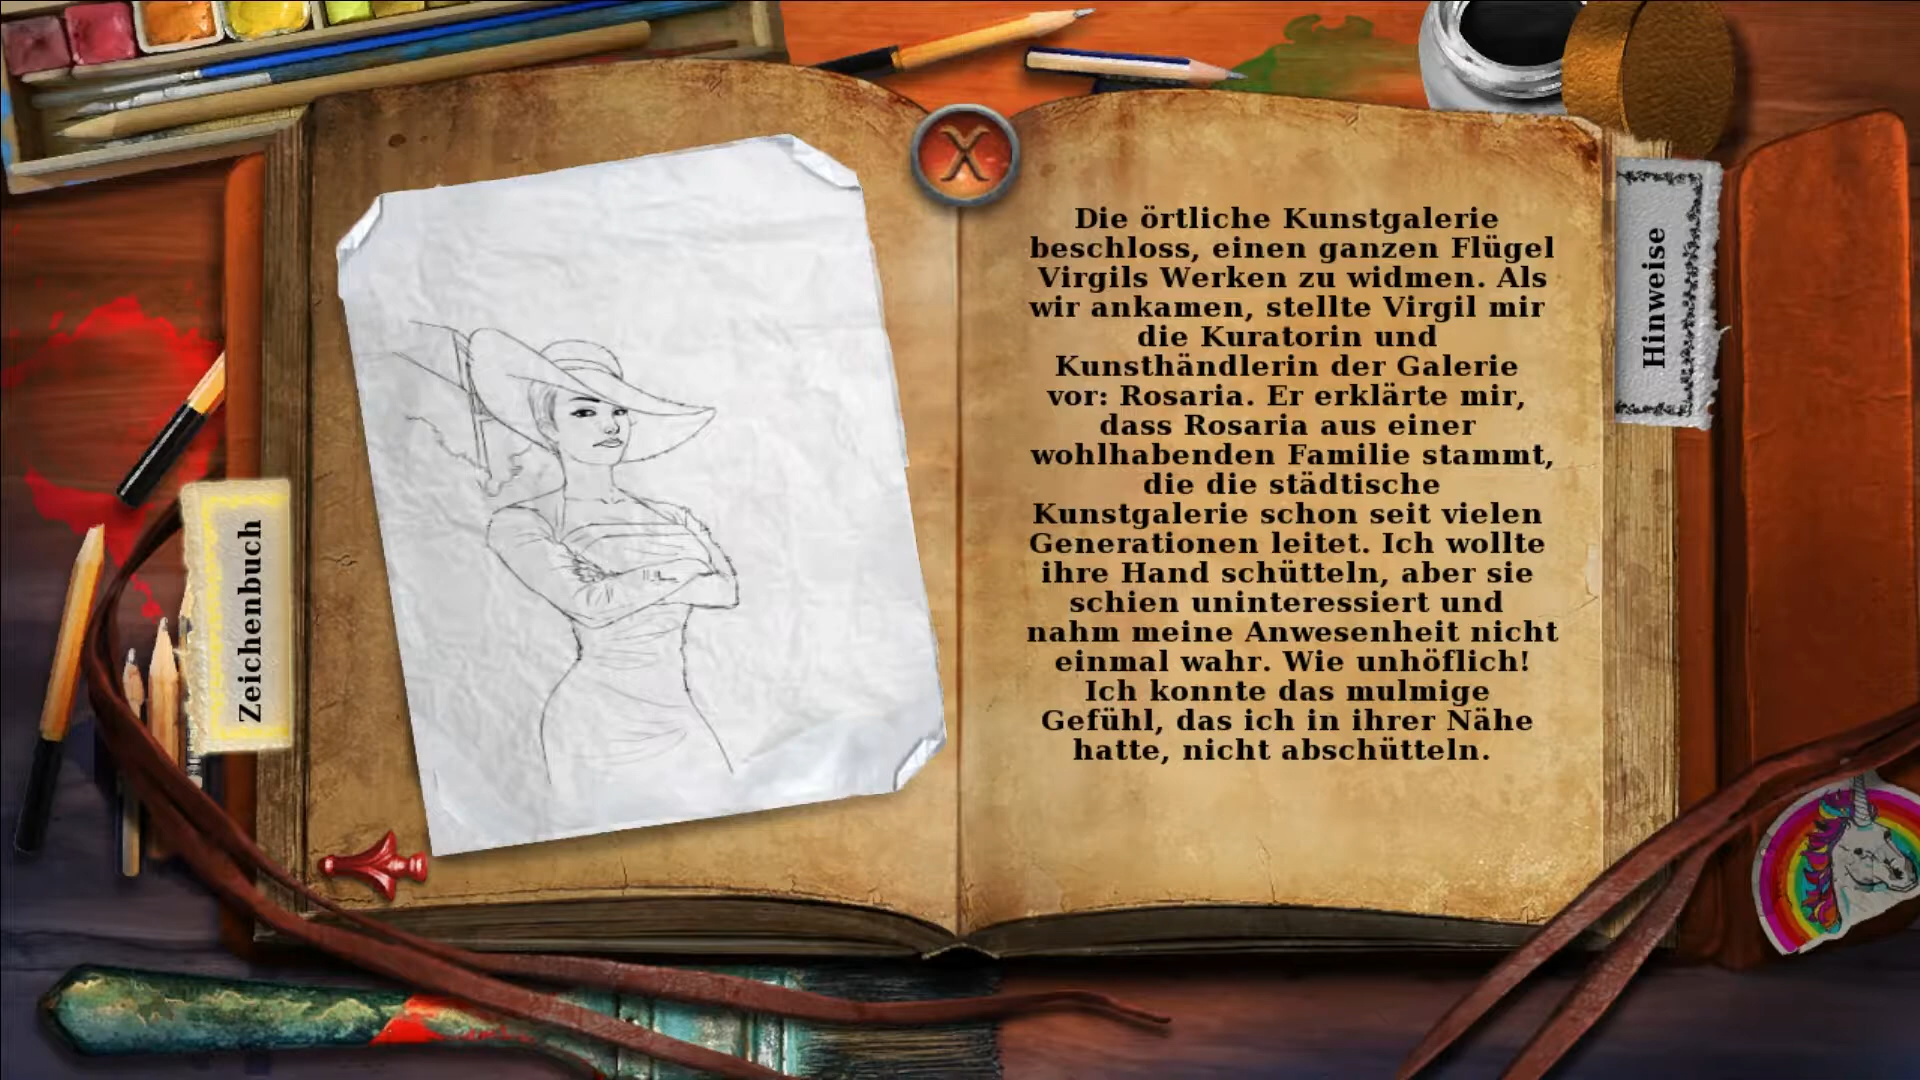 Die örtliche Kunstgalerie
beschloss, einen ganzen Flügel
Virgils Werken zu widmen. Als
wir ankamen, stellte Virgil mir
die Kuratorin und
Kunsthändlerin der Galerie
vor: Rosaria. Er erklärte mir,
dass Rosaria aus einer
wohlhabenden Familie stammt,
die die städtische
Kunstgalerie schon seit vielen
Generationen leitet. Ich wollte
ihre Hand schütteln, aber sie
schien uninteressiert und
nahm meine Anwesenheit nicht
einmal wahr. Wie unhöflich!
Ich konnte das mulmige
Gefühl, das ich in ihrer Nähe
hatte, nicht abschütteln.
Hinweise
Zeichenbuch
X